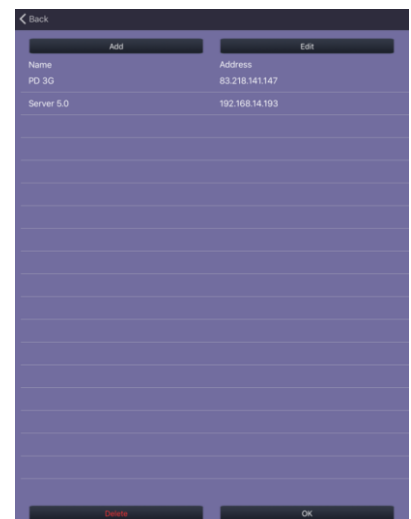 Back
Add Edit
Name Address
PD 3G 83.218.141.147
Server 5.0 192.168.14.193
Delete OK